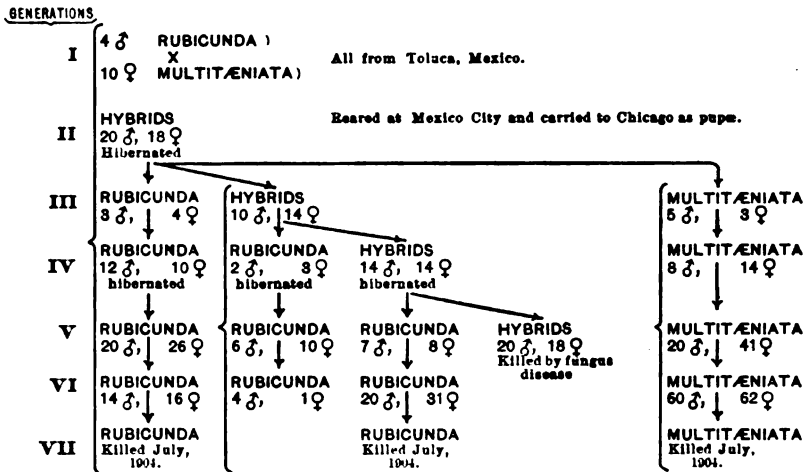 GENERATIONS
I
4 ♂ RUBICUNDA )
X
10 ♀ MULTITÆNIATA )
All from Toluca, Mexico.
II
HYBRIDS
20 ♂, 18 ♀
Hibernated
Reared at Mexico City and carried to Chicago as pupæ.
III
RUBICUNDA
3 ♂, 4 ♀
HYBRIDS
10 ♂, 14 ♀
MULTITÆNIATA
5 ♂, 3 ♀
IV
RUBICUNDA
12 ♂, 10 ♀
hibernated
RUBICUNDA
2 ♂, 3 ♀
hibernated
HYBRIDS
14 ♂, 14 ♀
hibernated
MULTITÆNIATA
8 ♂, 14 ♀
V
RUBICUNDA
20 ♂, 26 ♀
RUBICUNDA
6 ♂, 10 ♀
RUBICUNDA
7 ♂, 8 ♀
HYBRIDS
20 ♂, 18 ♀
Killed by fungus
disease
MULTITÆNIATA
20 ♂, 41 ♀
VI
RUBICUNDA
14 ♂, 16 ♀
RUBICUNDA
4 ♂, 1 ♀
RUBICUNDA
20 ♂, 31 ♀
MULTITÆNIATA
60 ♂, 62 ♀
VII
RUBICUNDA
Killed July,
1904.
RUBICUNDA
Killed July,
1904.
MULTITÆNIATA
Killed July,
1904.